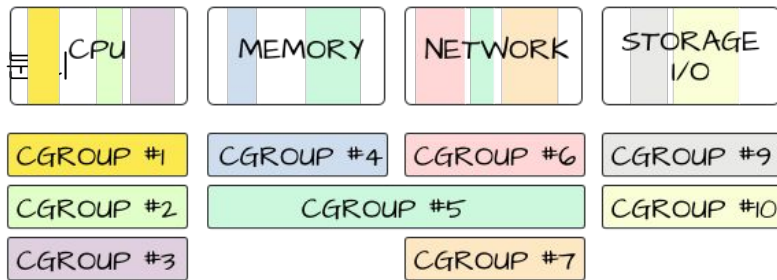 CPU
MEMORY
NETWORK
STORAGE
I/O
CGROUP #1
CGROUP #4
CGROUP #6
CGROUP #9
CGROUP #2
CGROUP #5
CGROUP #10
CGROUP #3
CGROUP #7